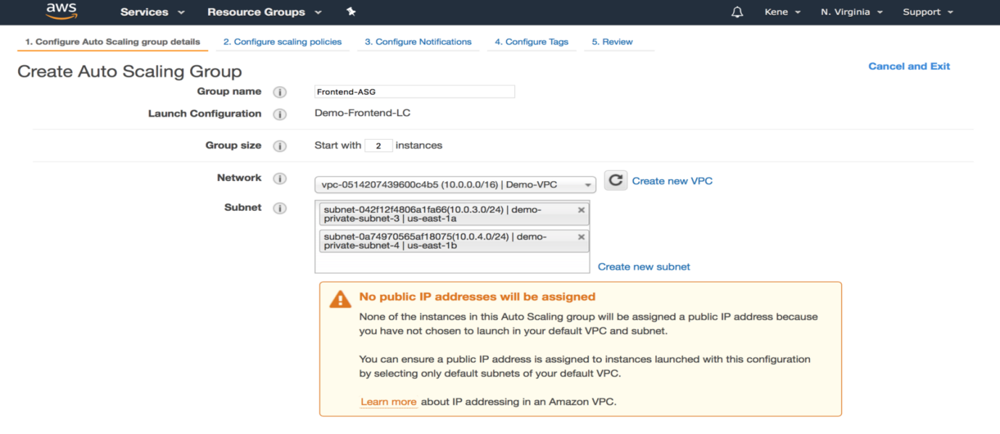 aws Services Resource Groups Kene N. Virginia Support
1. Configure Auto Scaling group details 2. Configure scaling policies 3. Configure Notifications 4. Configure Tags 5. Review
Create Auto Scaling Group
Cancel and Exit
Group name i Frontend-ASG
Launch Configuration i Demo-Frontend-LC
Group size i Start with 2 instances
Network i vpc-0514207439600c4b5 (10.0.0.0/16) | Demo-VPC Create new VPC
Subnet i subnet-042f12f4806a1fa66(10.0.3.0/24) | demo-
private-subnet-3 | us-east-1a
subnet-0a74970565af18075(10.0.4.0/24) | demo-
private-subnet-4 | us-east-1b
Create new subnet
No public IP addresses will be assigned
None of the instances in this Auto Scaling group will be assigned a public IP address because
you have not chosen to launch in your default VPC and subnet.
You can ensure a public IP address is assigned to instances launched with this configuration
by selecting only default subnets of your default VPC.
Learn more about IP addressing in an Amazon VPC.